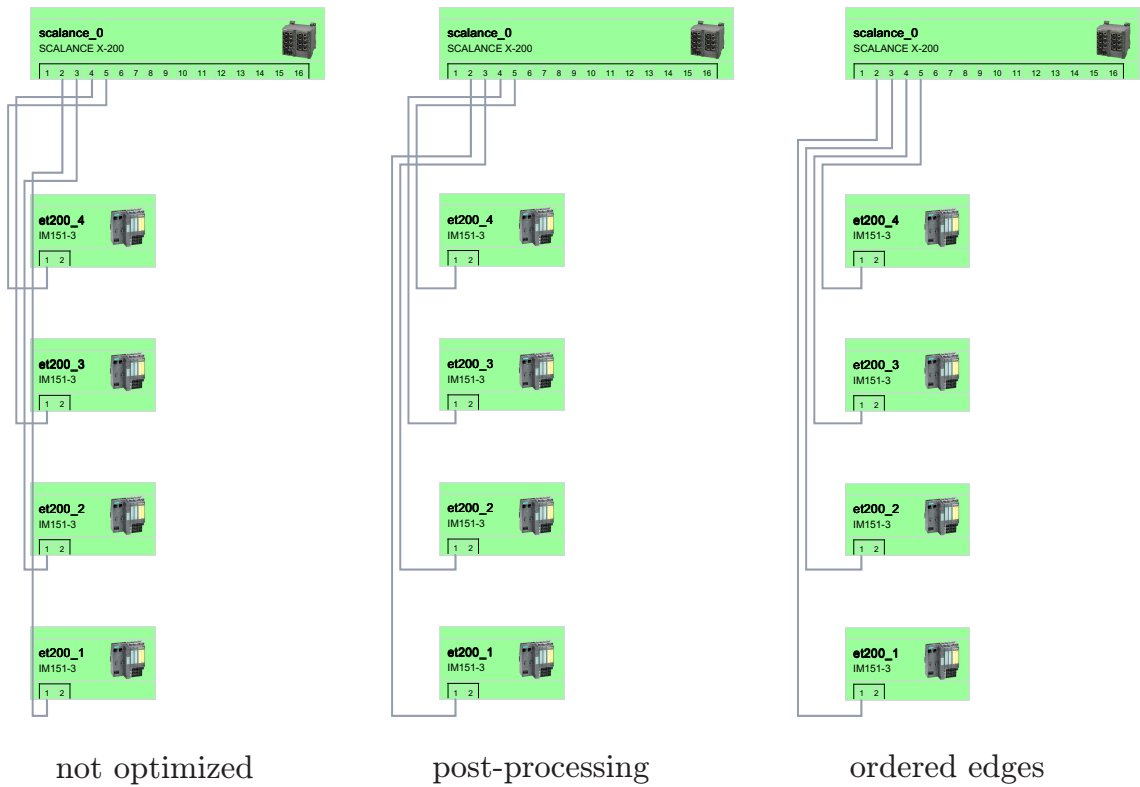 scalance_0
SCALANCE X-200
1 2 3 4 5 6 7 8 9 10 11 12 13 14 15 16
et200_4
IM151-3
1 2
et200_3
IM151-3
1 2
et200_2
IM151-3
1 2
et200_1
IM151-3
1 2
not optimized
scalance_0
SCALANCE X-200
1 2 3 4 5 6 7 8 9 10 11 12 13 14 15 16
et200_4
IM151-3
1 2
et200_3
IM151-3
1 2
et200_2
IM151-3
1 2
et200_1
IM151-3
1 2
post-processing
scalance_0
SCALANCE X-200
1 2 3 4 5 6 7 8 9 10 11 12 13 14 15 16
et200_4
IM151-3
1 2
et200_3
IM151-3
1 2
et200_2
IM151-3
1 2
et200_1
IM151-3
1 2
ordered edges